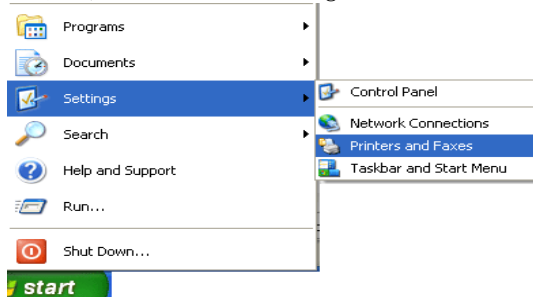 Programs
Documents
Settings
Control Panel
Search
Network Connections
Printers and Faxes
Help and Support
Taskbar and Start Menu
Run...
Shut Down...
start